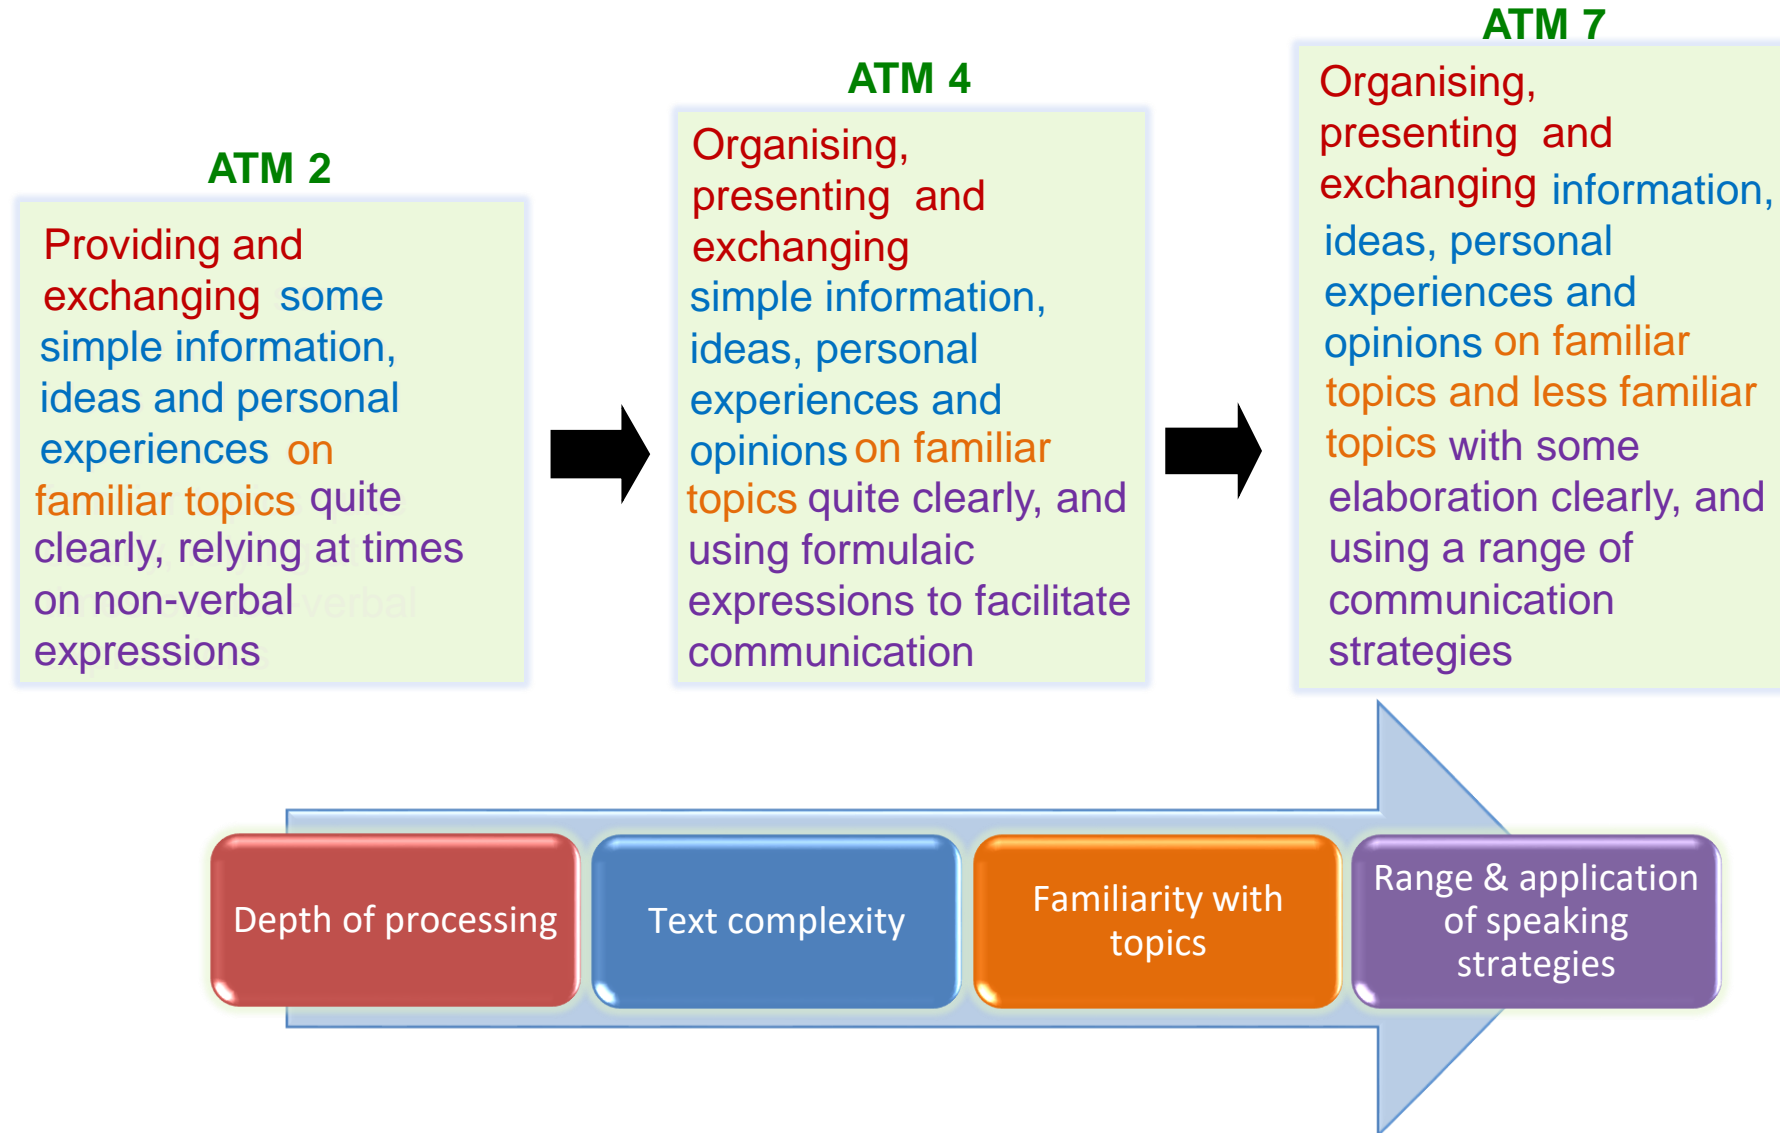 ATM 2
Providing and
exchanging some
simple information,
ideas and personal
experiences on
familiar topics quite
clearly, relying at times
on non-verbal
expressions
ATM 4
Organising,
presenting and
exchanging
simple information,
ideas, personal
experiences and
opinions on familiar
topics quite clearly, and
using formulaic
expressions to facilitate
communication
ATM 7
Organising,
presenting and
exchanging information,
ideas, personal
experiences and
opinions on familiar
topics and less familiar
topics with some
elaboration clearly, and
using a range of
communication
strategies
Depth of processing
Text complexity
Familiarity with
topics
Range & application
of speaking
strategies